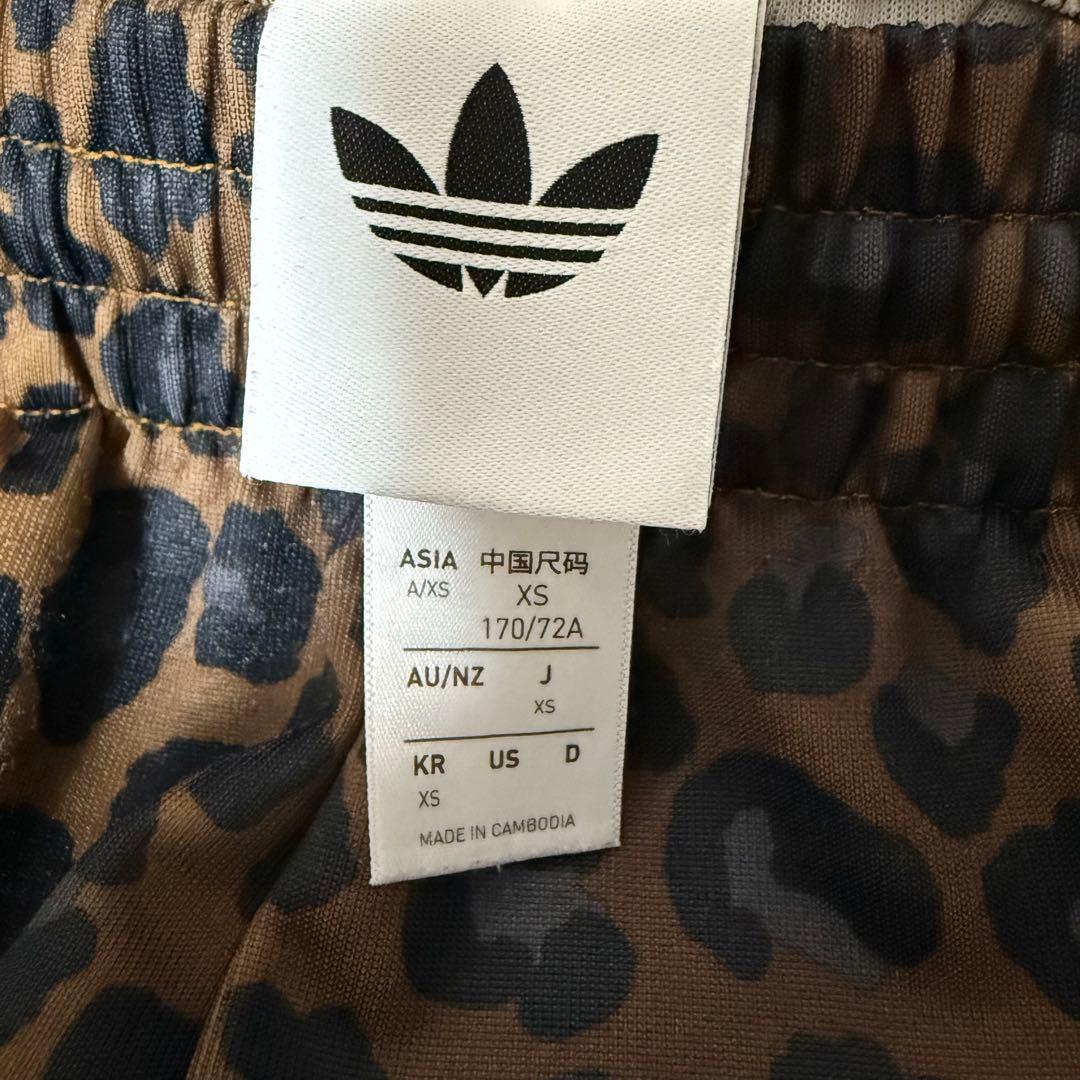 ASIA 中国尺码
A/XS XS
170/72A
AU/NZ J
XS
KR US D
XS
MADE IN CAMBODIA